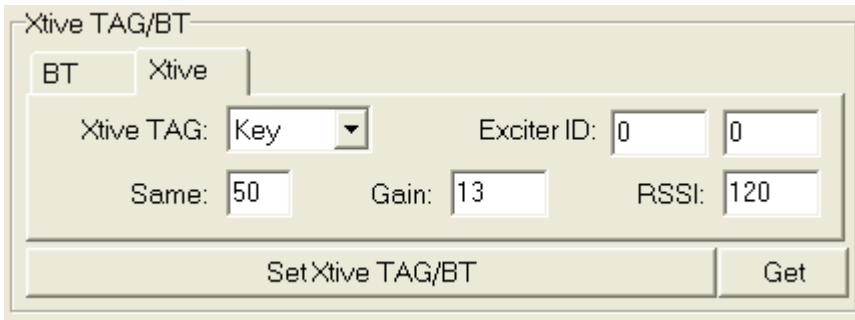 Xtive TAG/BT
BT Xtive
Xtive TAG: Key Exciter ID: 0 0
Same: 50 Gain: 13 RSSI: 120
Set Xtive TAG/BT Get